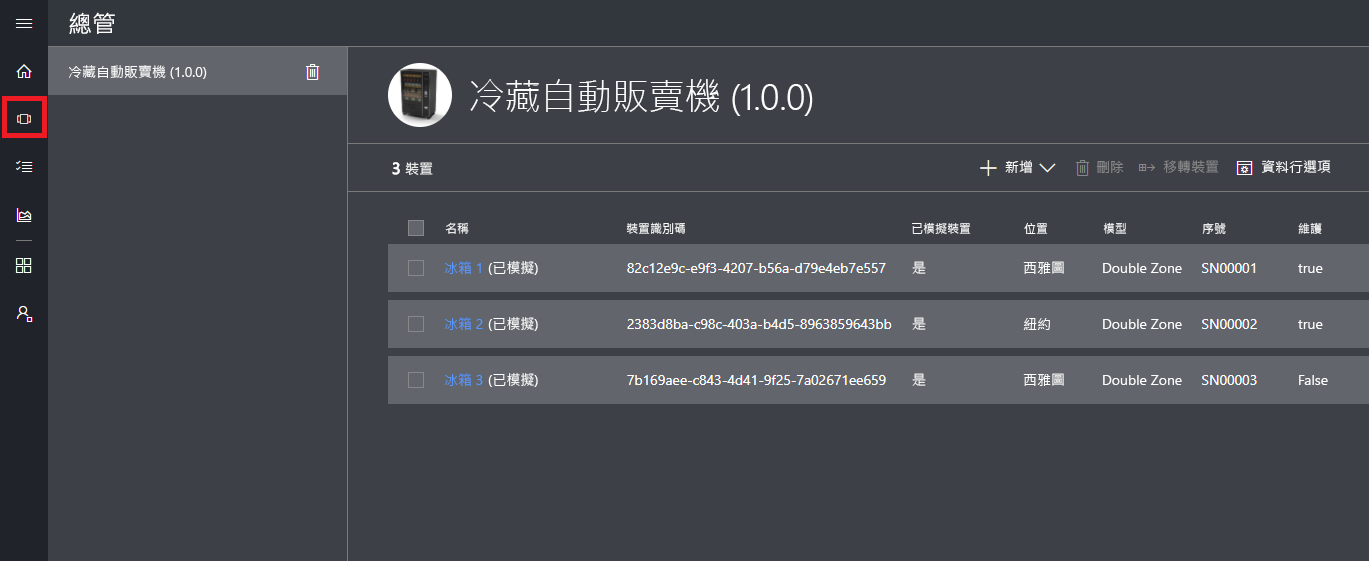 總管
冷藏自動販賣機 (1.0.0)
冷藏自動販賣機 (1.0.0)
3 裝置 新增 刪除 移轉裝置 資料行選項
名稱 裝置識別碼 已模擬裝置 位置 模型 序號 維護
冰箱 1 (已模擬) 82c12e9c-e9f3-4207-b56a-d79e4eb7e557 是 西雅圖 Double Zone SN00001 true
冰箱 2 (已模擬) 2383d8ba-c98c-403a-b4d5-8963859643bb 是 紐約 Double Zone SN00002 true
冰箱 3 (已模擬) 7b169aee-c843-4d41-9f25-7a02671ee659 是 西雅圖 Double Zone SN00003 False